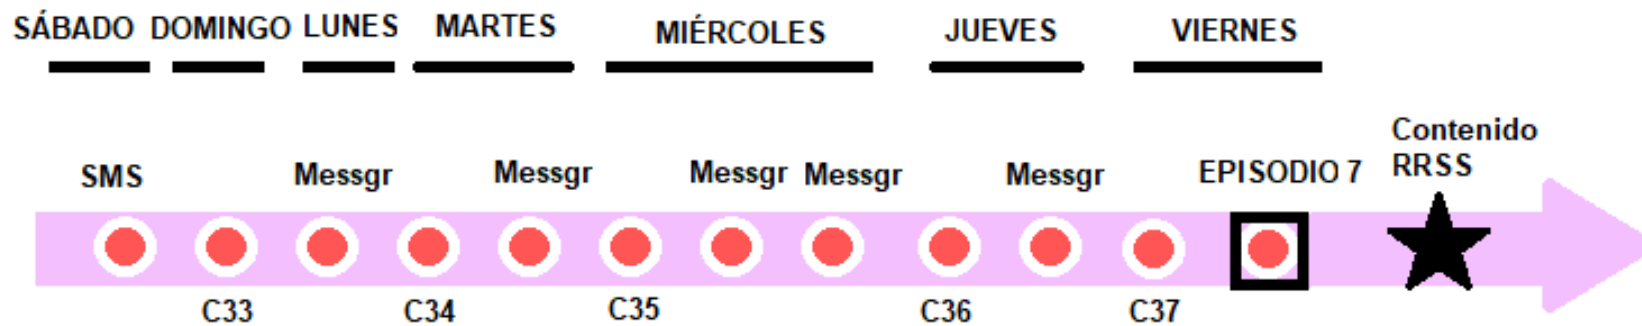 SÁBADO DOMINGO LUNES MARTES MIÉRCOLES JUEVES VIERNES
Contenido
RRSS
SMS Messgr Messgr Messgr Messgr Messgr EPISODIO 7
C33 C34 C35 C36 C37